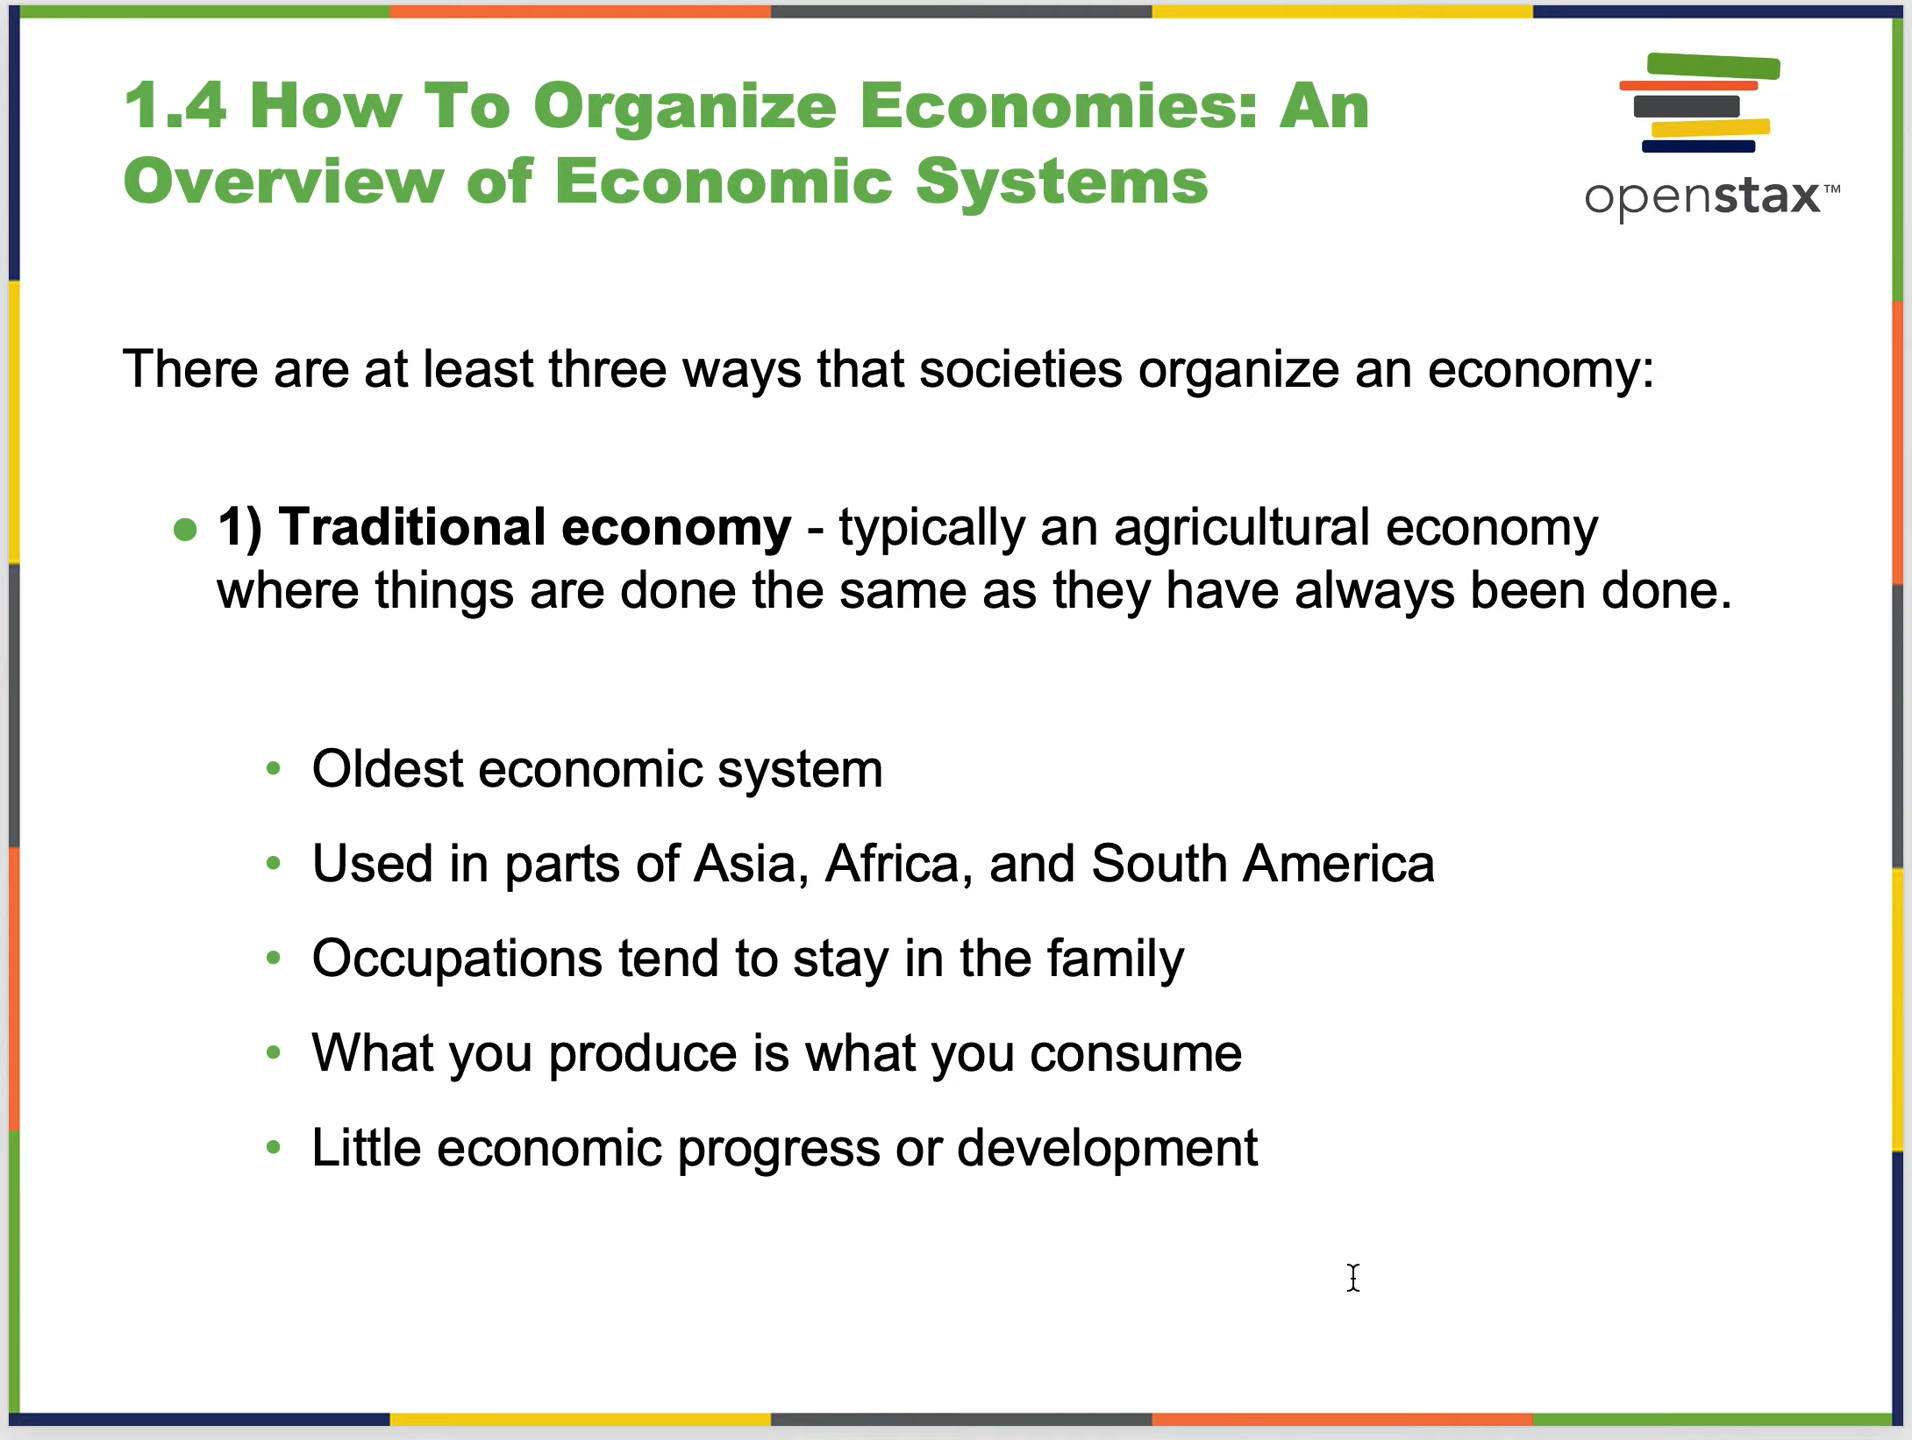 1.4 How To Organize Economies: An
Overview of Economic Systems
openstax™
There are at least three ways that societies organize an economy:
● 1) Traditional economy - typically an agricultural economy
where things are done the same as they have always been done.
• Oldest economic system
• Used in parts of Asia, Africa, and South America
• Occupations tend to stay in the family
• What you produce is what you consume
• Little economic progress or development